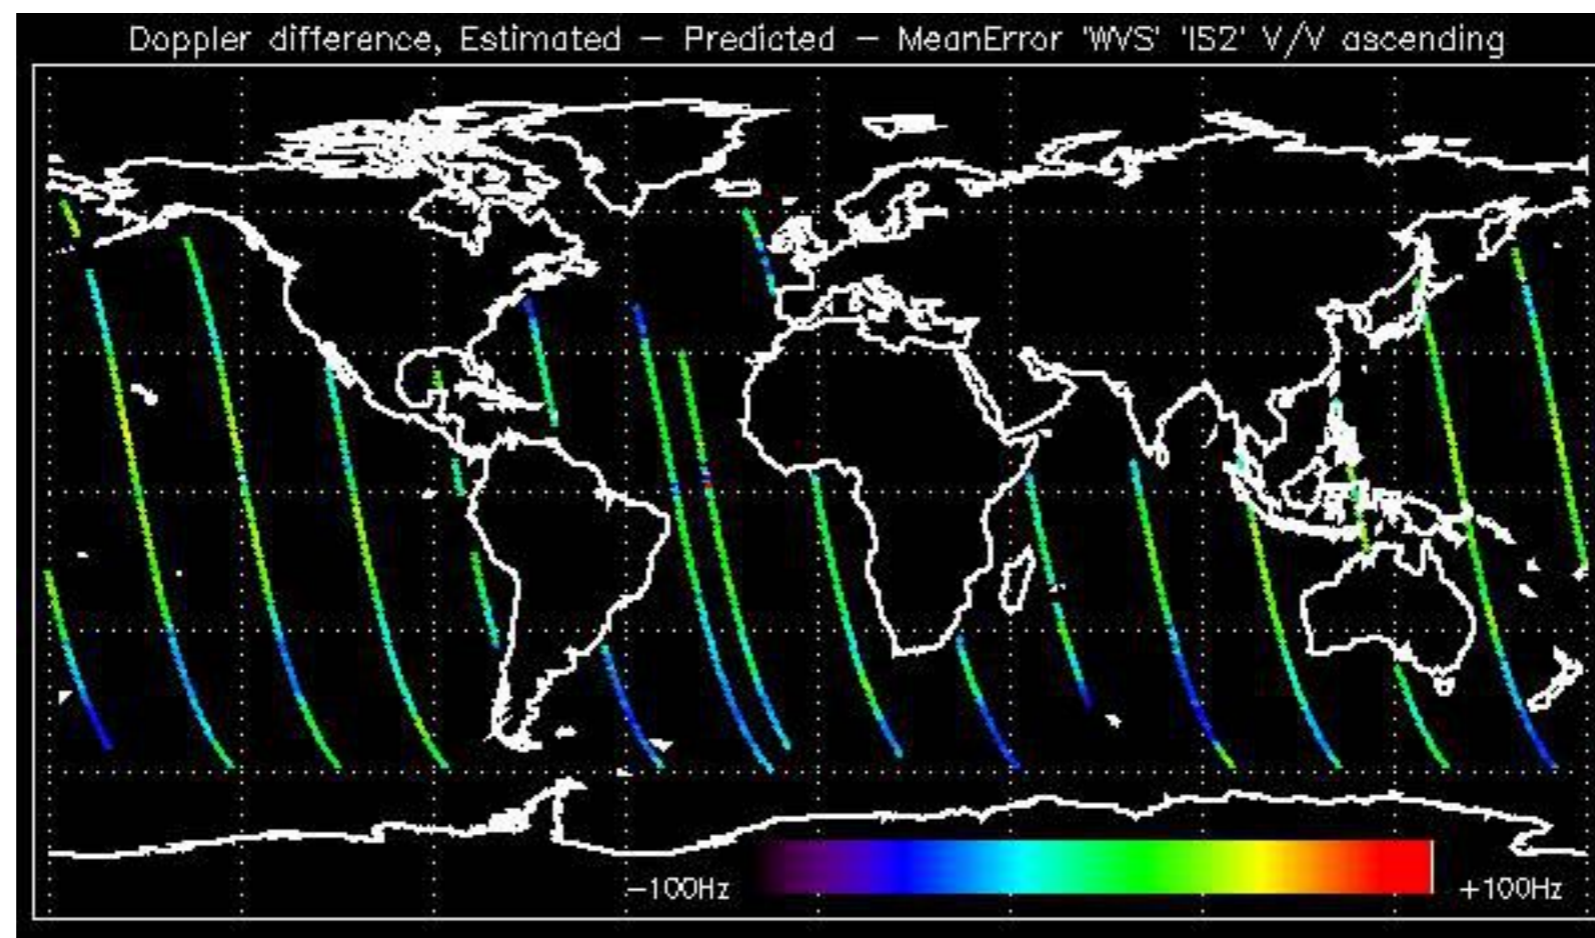 Doppler difference, Estimated – Predicted – MeanError 'WVS' 'IS2' V/V ascending
–100Hz
+100Hz